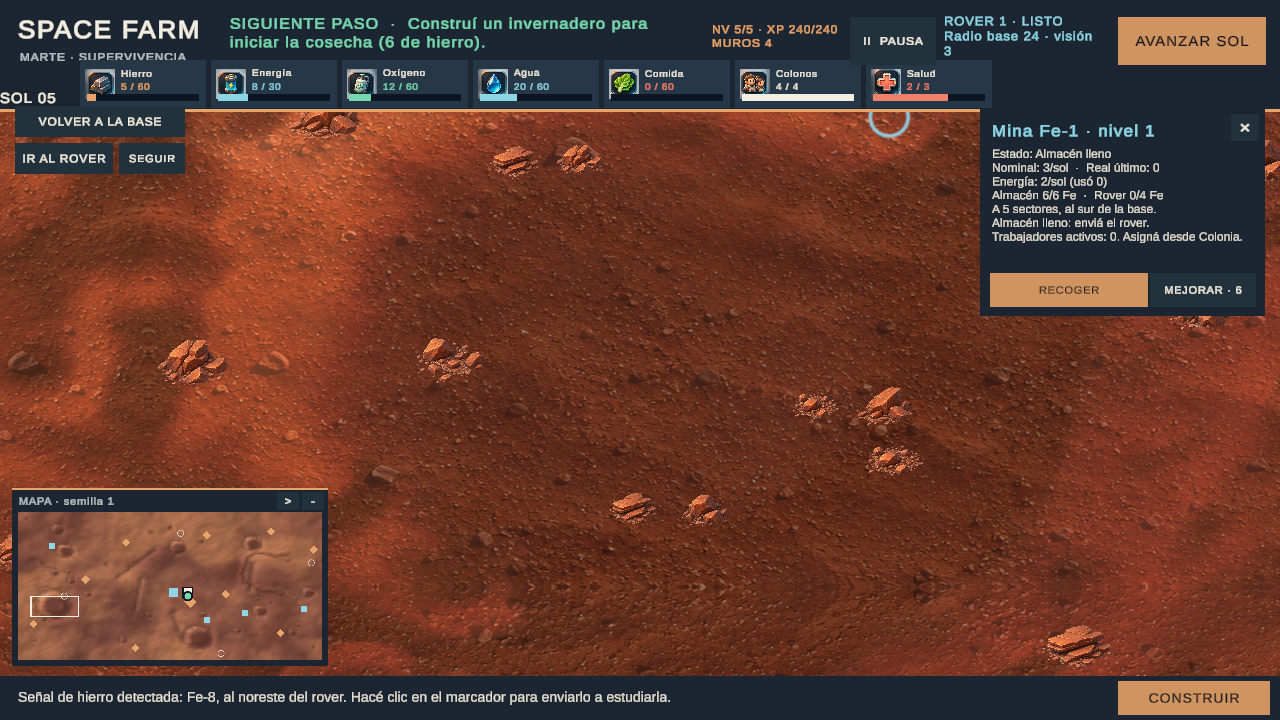 SPACE FARM
MARTE · SUPERVIVENCIA
SIGUIENTE PASO · Construí un invernadero para
iniciar la cosecha (6 de hierro).
NV 5/5 · XP 240/240
MUROS 4
II PAUSA
ROVER 1 · LISTO
Radio base 24 · visión
3
AVANZAR SOL
SOL 05
Hierro
5 / 60
Energía
8 / 30
Oxígeno
12 / 60
Agua
20 / 60
Comida
0 / 60
Colonos
4 / 4
Salud
2 / 3
VOLVER A LA BASE
IR AL ROVER
SEGUIR
Mina Fe-1 · nivel 1
×
Estado: Almacén lleno
Nominal: 3/sol · Real último: 0
Energía: 2/sol (usó 0)
Almacén 6/6 Fe · Rover 0/4 Fe
A 5 sectores, al sur de la base.
Almacén lleno: enviá el rover.
Trabajadores activos: 0. Asigná desde Colonia.
RECOGER
MEJORAR · 6
MAPA · semilla 1
>
-
Señal de hierro detectada: Fe-8, al noreste del rover. Hacé clic en el marcador para enviarlo a estudiarla.
CONSTRUIR